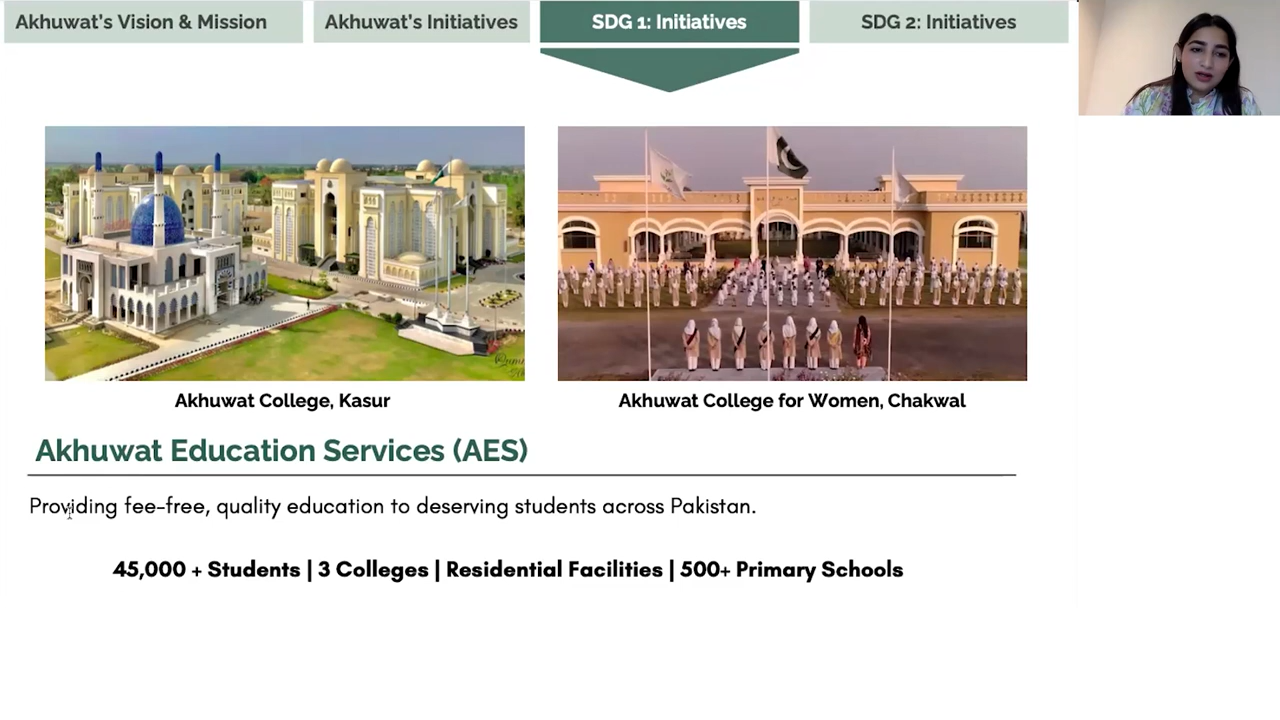 Akhuwat's Vision & Mission
Akhuwat's Initiatives
SDG 1: Initiatives
SDG 2: Initiatives
Akhuwat College, Kasur
Akhuwat College for Women, Chakwal
Akhuwat Education Services (AES)
Providing fee-free, quality education to deserving students across Pakistan.
45,000 + Students | 3 Colleges | Residential Facilities | 500+ Primary Schools